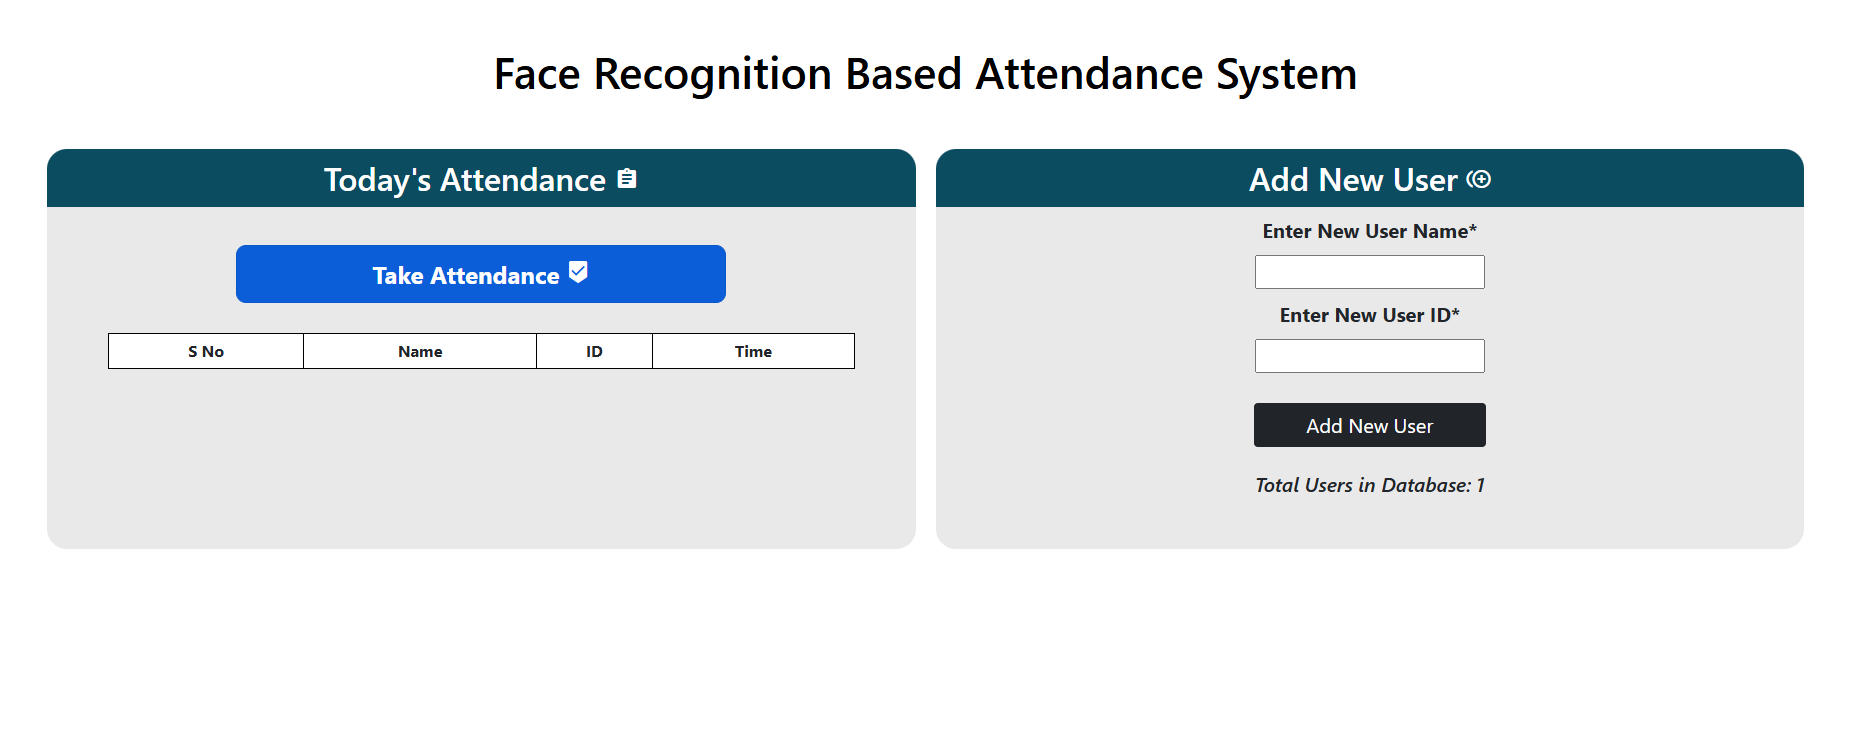 Face Recognition Based Attendance System
Today's Attendance
Take Attendance
S No Name ID Time
Add New User
Enter New User Name*
Enter New User ID*
Add New User
Total Users in Database: 1